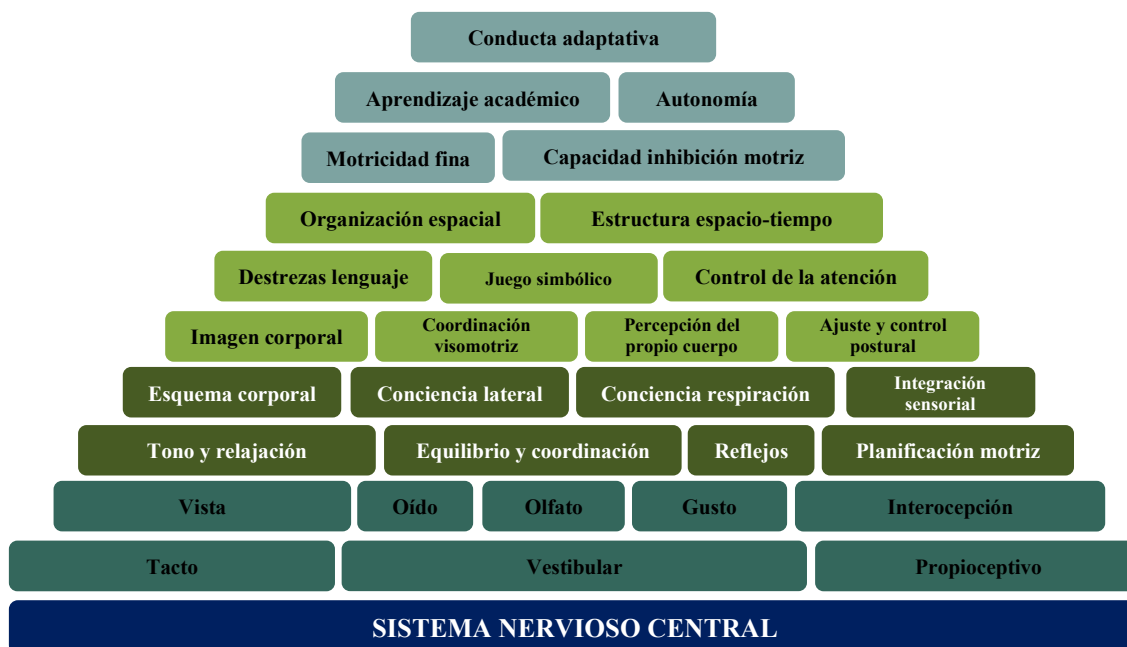 Conducta adaptativa
Aprendizaje académico
Autonomía
Motricidad fina
Capacidad inhibición motriz
Organización espacial
Estructura espacio-tiempo
Destrezas lenguaje
Juego simbólico
Control de la atención
Imagen corporal
Coordinación
visomotriz
Percepción del
propio cuerpo
Ajuste y control
postural
Esquema corporal
Conciencia lateral
Conciencia respiración
Integración
sensorial
Tono y relajación
Equilibrio y coordinación
Reflejos
Planificación motriz
Vista
Oído
Olfato
Gusto
Interocepción
Tacto
Vestibular
Propioceptivo
SISTEMA NERVIOSO CENTRAL